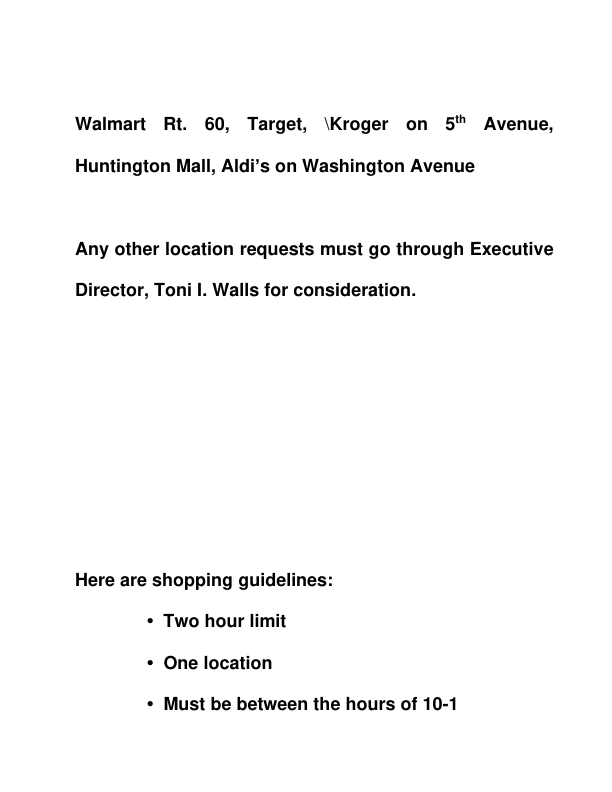 Walmart Rt. 60, Target, \Kroger on 5th Avenue,
Huntington Mall, Aldi’s on Washington Avenue
Any other location requests must go through Executive
Director, Toni I. Walls for consideration.
Here are shopping guidelines:
• Two hour limit
• One location
• Must be between the hours of 10-1